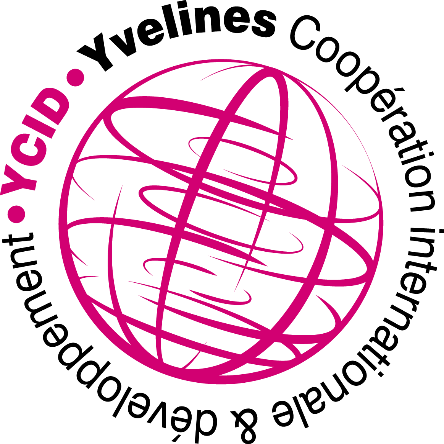 •YCID•Yvelines Coopération internationale & développement